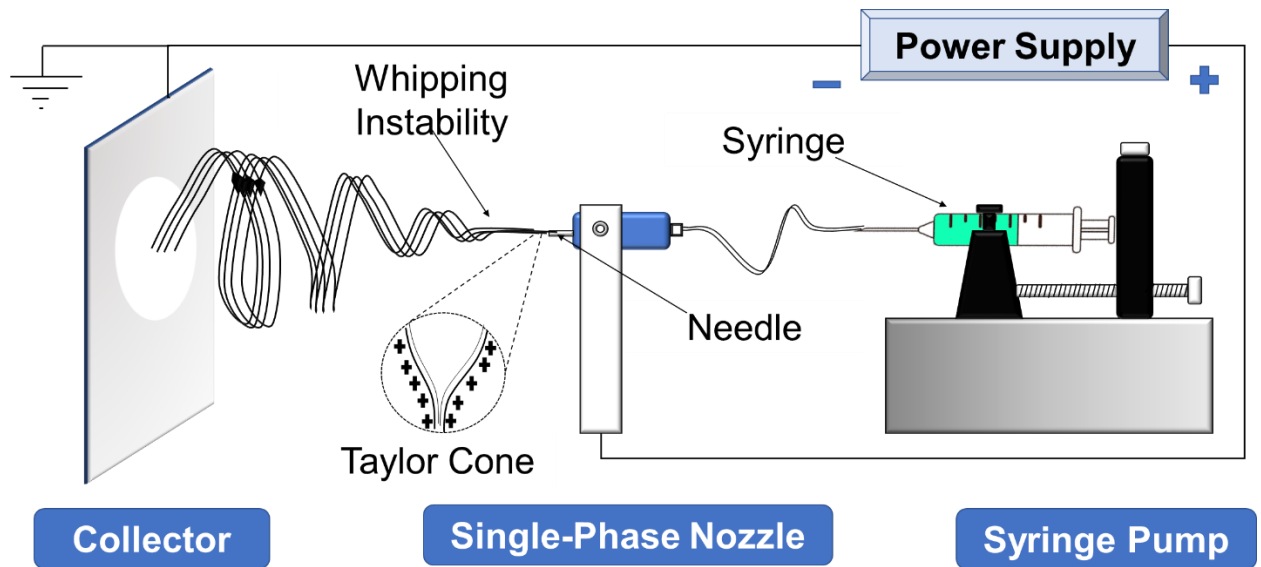 Power Supply
Whipping
Instability
− +
Syringe
Needle
Taylor Cone
Collector
Single-Phase Nozzle
Syringe Pump